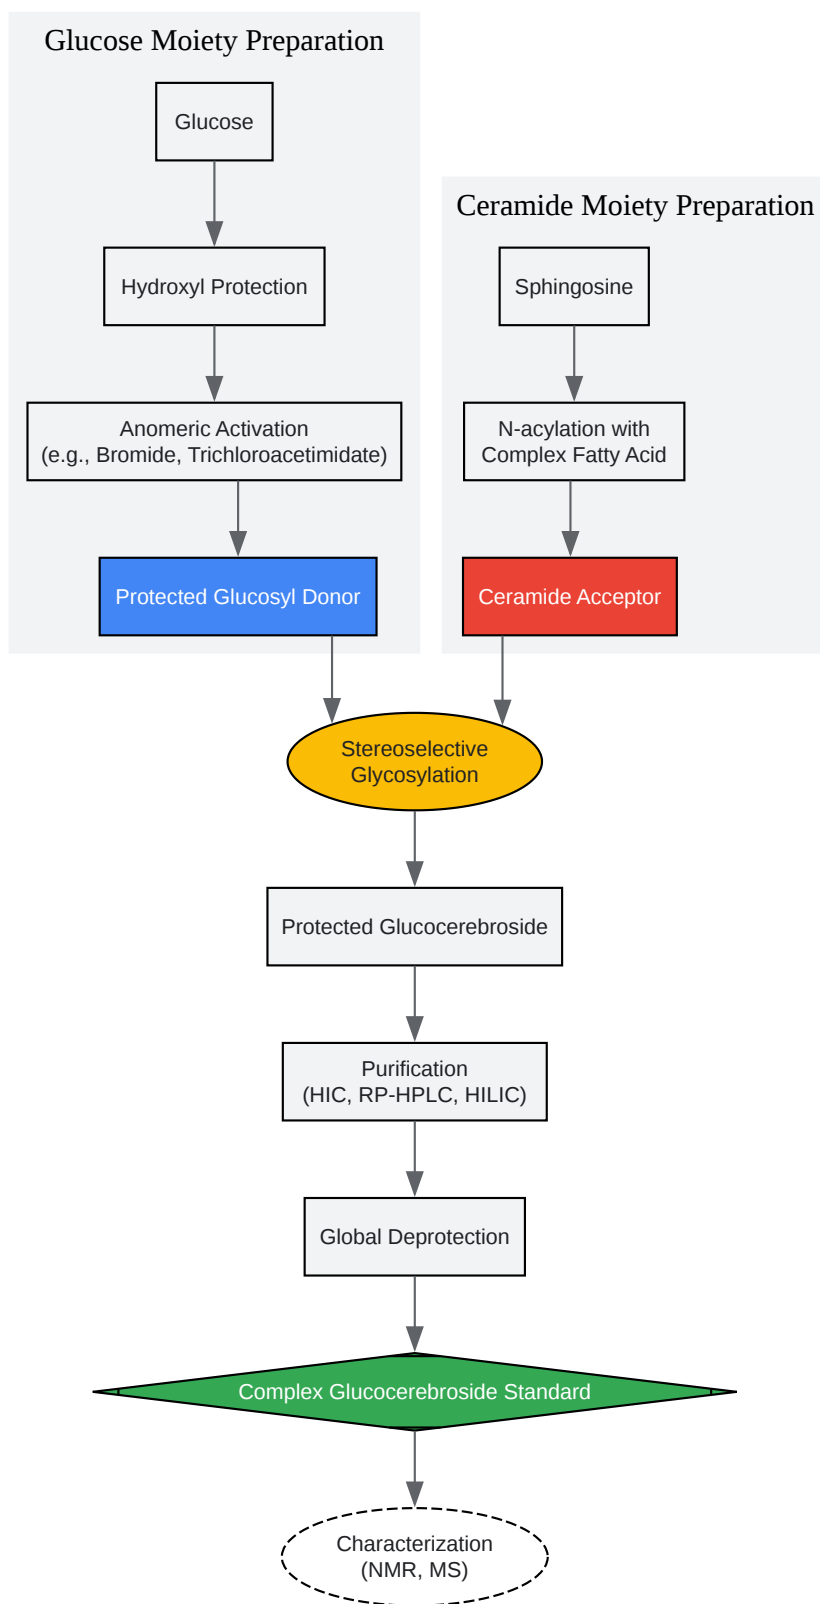 Glucose Moiety Preparation
Glucose
Hydroxyl Protection
Anomeric Activation
(e.g., Bromide, Trichloroacetimidate)
Protected Glucosyl Donor
Ceramide Moiety Preparation
Sphingosine
N-acylation with
Complex Fatty Acid
Ceramide Acceptor
Stereoselective
Glycosylation
Protected Glucocerebroside
Purification
(HIC, RP-HPLC, HILIC)
Global Deprotection
Complex Glucocerebroside Standard
Characterization
(NMR, MS)